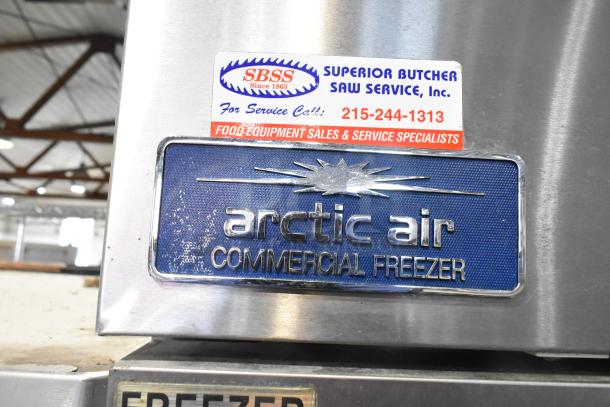 SBSS
Since 1963
SUPERIOR BUTCHER
SAW SERVICE, Inc.
For Service Call: 215-244-1313
FOOD EQUIPMENT SALES & SERVICE SPECIALISTS
arctic air
COMMERCIAL FREEZER
FREEZER